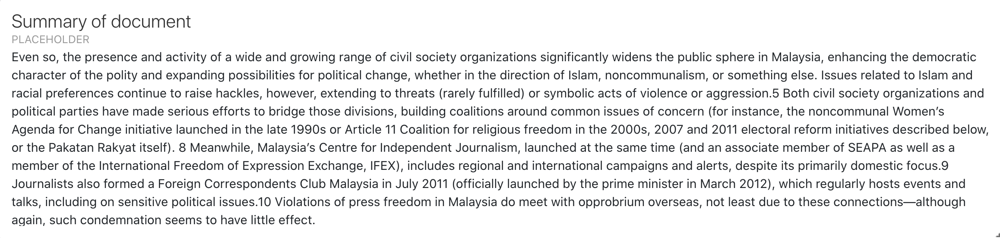 Summary of document
PLACEHOLDER
Even so, the presence and activity of a wide and growing range of civil society organizations significantly widens the public sphere in Malaysia, enhancing the democratic
character of the polity and expanding possibilities for political change, whether in the direction of Islam, noncommunalism, or something else. Issues related to Islam and
racial preferences continue to raise hackles, however, extending to threats (rarely fulfilled) or symbolic acts of violence or aggression.5 Both civil society organizations and
political parties have made serious efforts to bridge those divisions, building coalitions around common issues of concern (for instance, the noncommunal Women’s
Agenda for Change initiative launched in the late 1990s or Article 11 Coalition for religious freedom in the 2000s, 2007 and 2011 electoral reform initiatives described below,
or the Pakatan Rakyat itself). 8 Meanwhile, Malaysia’s Centre for Independent Journalism, launched at the same time (and an associate member of SEAPA as well as a
member of the International Freedom of Expression Exchange, IFEX), includes regional and international campaigns and alerts, despite its primarily domestic focus.9
Journalists also formed a Foreign Correspondents Club Malaysia in July 2011 (officially launched by the prime minister in March 2012), which regularly hosts events and
talks, including on sensitive political issues.10 Violations of press freedom in Malaysia do meet with opprobrium overseas, not least due to these connections—although
again, such condemnation seems to have little effect.